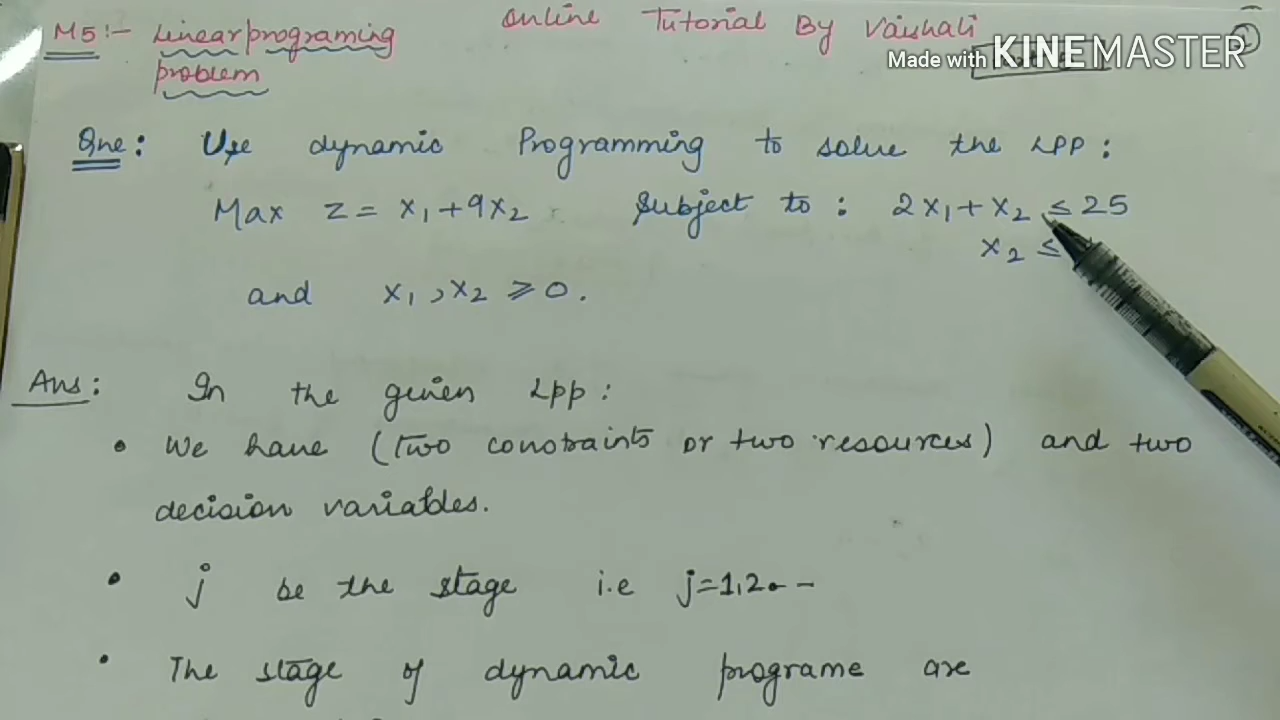 M5:- Linear programing Online Tutorial By Vaishali
problem
Made with KINEMASTER
Que: Use dynamic Programming to solve the LPP:
Max Z = x₁ + 9x₂ Subject to: 2x₁ + x₂ ≤ 25
x₂ ≤
and x₁, x₂ ≥ 0.
Ans: In the given Lpp:
• We have (Two constraints or two resources) and two
decision variables.
• j be the stage i.e j=1,2 - -
• The stage of dynamic programe are